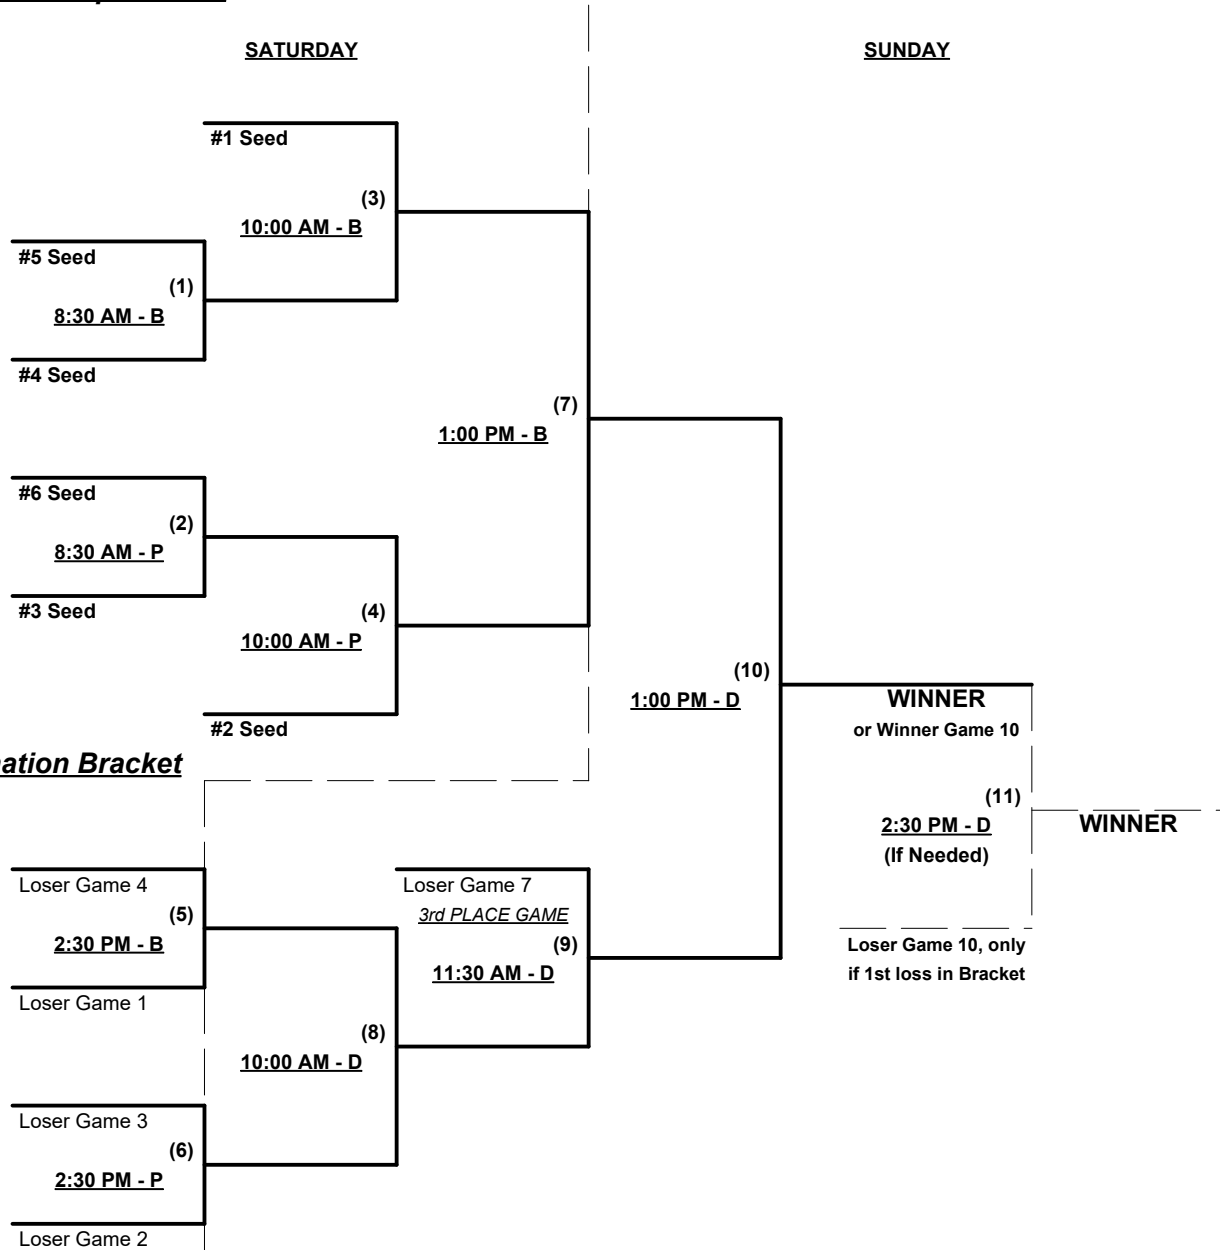 SATURDAY
SUNDAY
#1 Seed
(3)
10:00 AM - B
#5 Seed
(1)
8:30 AM - B
#4 Seed
(7)
1:00 PM - B
#6 Seed
(2)
8:30 AM - P
#3 Seed
(4)
10:00 AM - P
#2 Seed
(10)
1:00 PM - D
WINNER
or Winner Game 10
ation Bracket
(11)
2:30 PM - D
(If Needed)
WINNER
Loser Game 4
(5)
2:30 PM - B
Loser Game 1
Loser Game 7
3rd PLACE GAME
(9)
11:30 AM - D
Loser Game 10, only
if 1st loss in Bracket
(8)
10:00 AM - D
Loser Game 3
(6)
2:30 PM - P
Loser Game 2